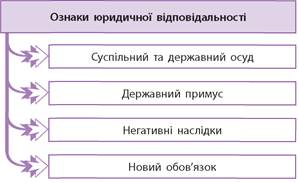 Ознаки юридичної відповідальності
Суспільний та державний осуд
Державний примус
Негативні наслідки
Новий обов’язок